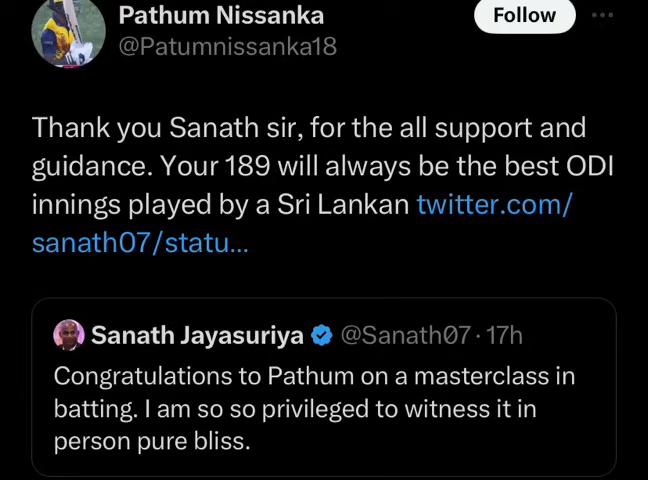 Pathum Nissanka
Follow
@Patumnissanka18
Thank you Sanath sir, for the all support and
guidance. Your 189 will always be the best ODI
innings played by a Sri Lankan twitter.com/
sanath07/statu...
Sanath Jayasuriya @Sanath07 · 17h
Congratulations to Pathum on a masterclass in
batting. I am so so privileged to witness it in
person pure bliss.